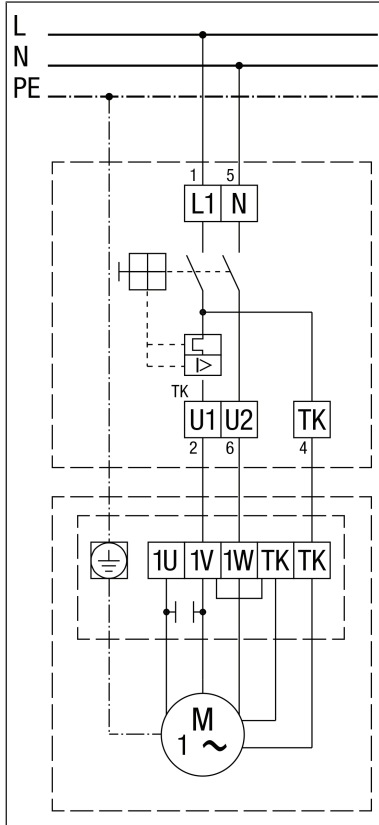 L
N
PE
1 5
L1 N
TK
U1 U2 TK
2 6 4
1U 1V 1W TK TK
M
1 ~